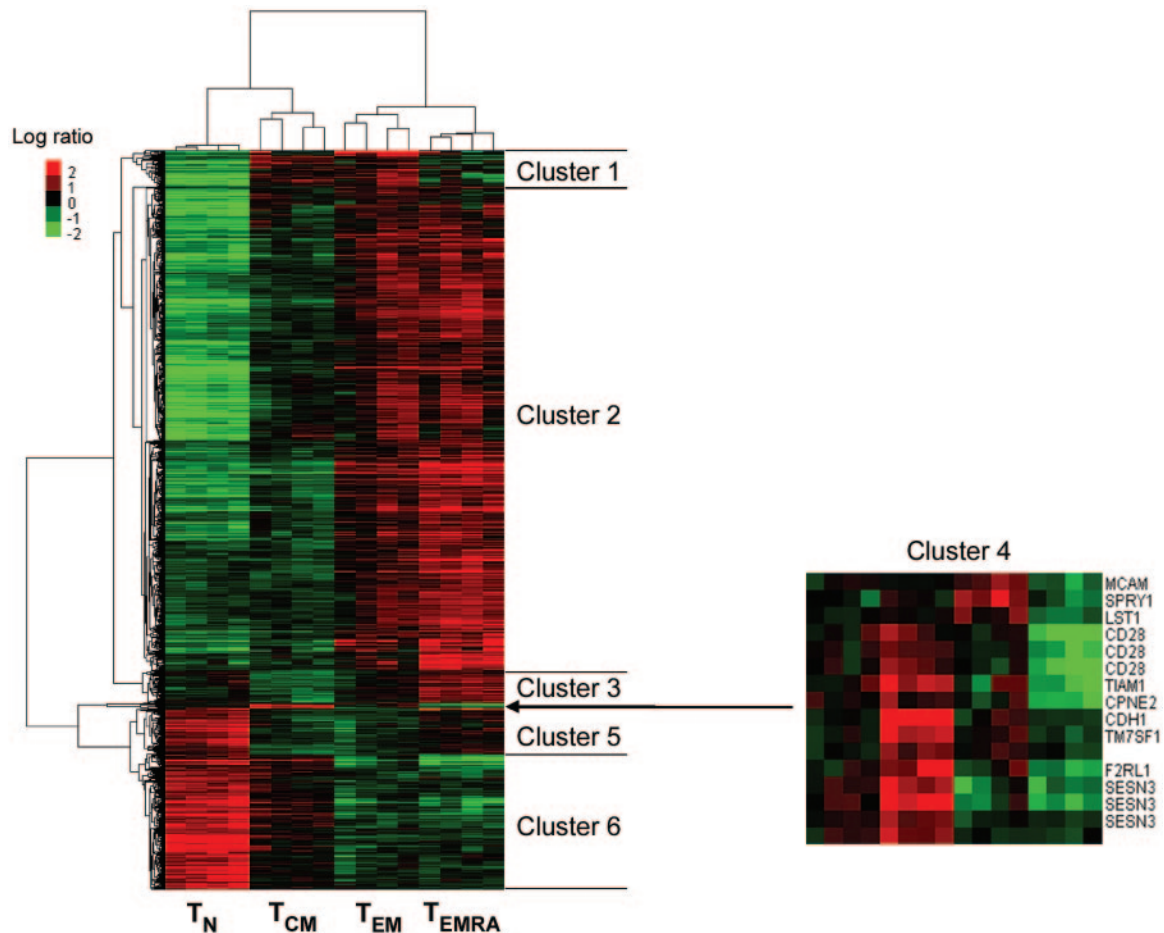 Log ratio
2
1
0
-1
-2
Cluster 1
Cluster 2
Cluster 3
Cluster 5
Cluster 6
TN
TCM
TEM
TEMRA
Cluster 4
MCAM
SPRY1
LST1
CD28
CD28
CD28
TIAM1
CPNE2
CDH1
TM7SF1
F2RL1
SESN3
SESN3
SESN3